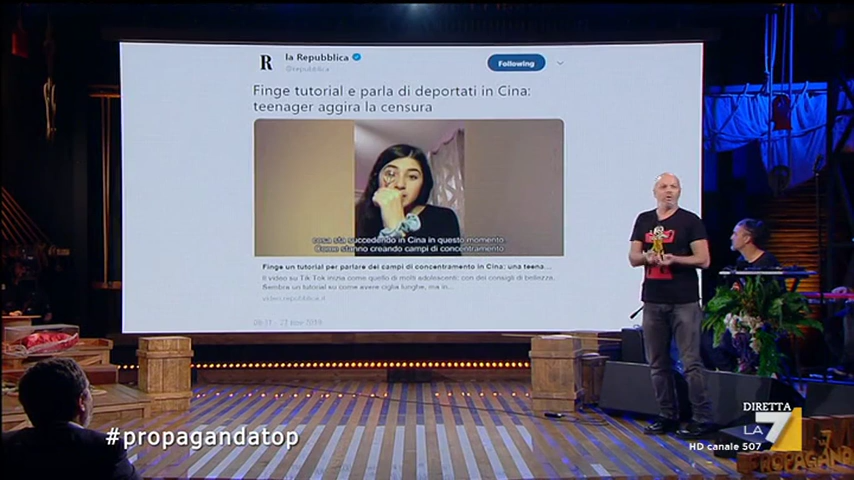 la Repubblica
@repubblica
Following
Finge tutorial e parla di deportati in Cina:
teenager aggira la censura
cosa sta succedendo in Cina in questo momento.
Come stanno creando campi di concentramento
Finge un tutorial per parlare dei campi di concentramento in Cina: una teena...
Il video su Tik Tok inizia come quello di molti adolescenti: con dei consigli di bellezza.
Sembra un tutorial su come avere ciglia lunghe, ma in...
video.repubblica.it
#propagandatop
DIRETTA
LA
7
HD canale 507
PROPAGAND